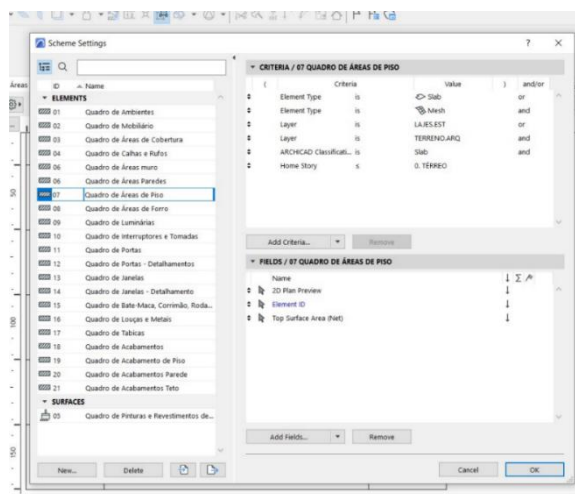 Scheme Settings
? ×
ID Name
ELEMENTS
01 Quadro de Ambientes
02 Quadro de Mobiliário
03 Quadro de Áreas de Cobertura
04 Quadro de Calhas e Rufos
06 Quadro de Áreas muro
06 Quadro de Áreas Paredes
07 Quadro de Áreas de Piso
08 Quadro de Áreas de Forro
09 Quadro de Luminárias
10 Quadro de Interruptores e Tomadas
11 Quadro de Portas
12 Quadro de Portas - Detalhamentos
13 Quadro de Janelas
14 Quadro de Janelas - Detalhamento
15 Quadro de Bate-Maca, Corrimão, Roda...
16 Quadro de Louças e Metais
17 Quadro de Tabicas
18 Quadro de Acabamentos
19 Quadro de Acabamento de Piso
20 Quadro de Acabamentos Parede
21 Quadro de Acabamentos Teto
SURFACES
05 Quadro de Pinturas e Revestimentos de...
New... Delete
CRITERIA / 07 QUADRO DE ÁREAS DE PISO
( Criteria Value ) and/or
Element Type is Slab or
Element Type is Mesh and
Layer is LAJES.EST or
Layer is TERRENO.ARQ and
ARCHICAD Classificati... is Slab and
Home Story s 0. TÉRREO
Add Criteria... Remove
FIELDS / 07 QUADRO DE ÁREAS DE PISO
Name
2D Plan Preview
Element ID
Top Surface Area (Net)
Add Fields... Remove
Cancel OK
Áreas
50
100
150